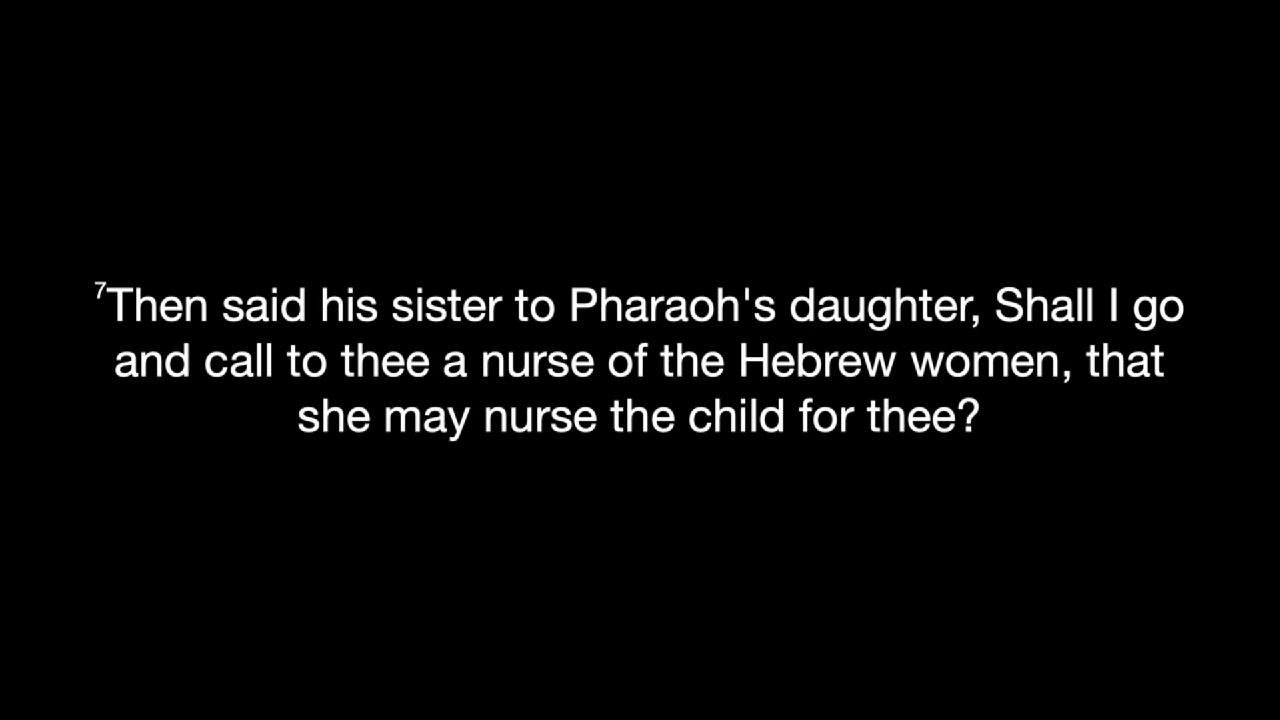 ⁷Then said his sister to Pharaoh's daughter, Shall I go
and call to thee a nurse of the Hebrew women, that
she may nurse the child for thee?